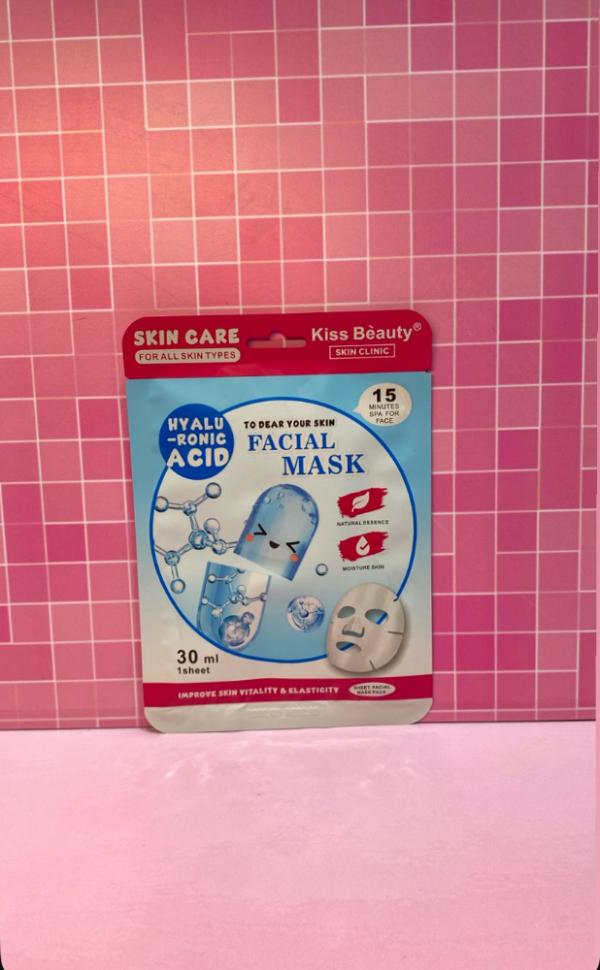 SKIN CARE
FOR ALL SKIN TYPES
Kiss Bèauty®
SKIN CLINIC
15
MINUTES
SPA FOR
FACE
HYALU
-RONIC
ACID
TO DEAR YOUR SKIN
FACIAL
MASK
NATURAL ESSENCE
MOISTURE SKIN
30 ml
1sheet
IMPROVE SKIN VITALITY & ELASTICITY
SHEET FACIAL
MASK PACK